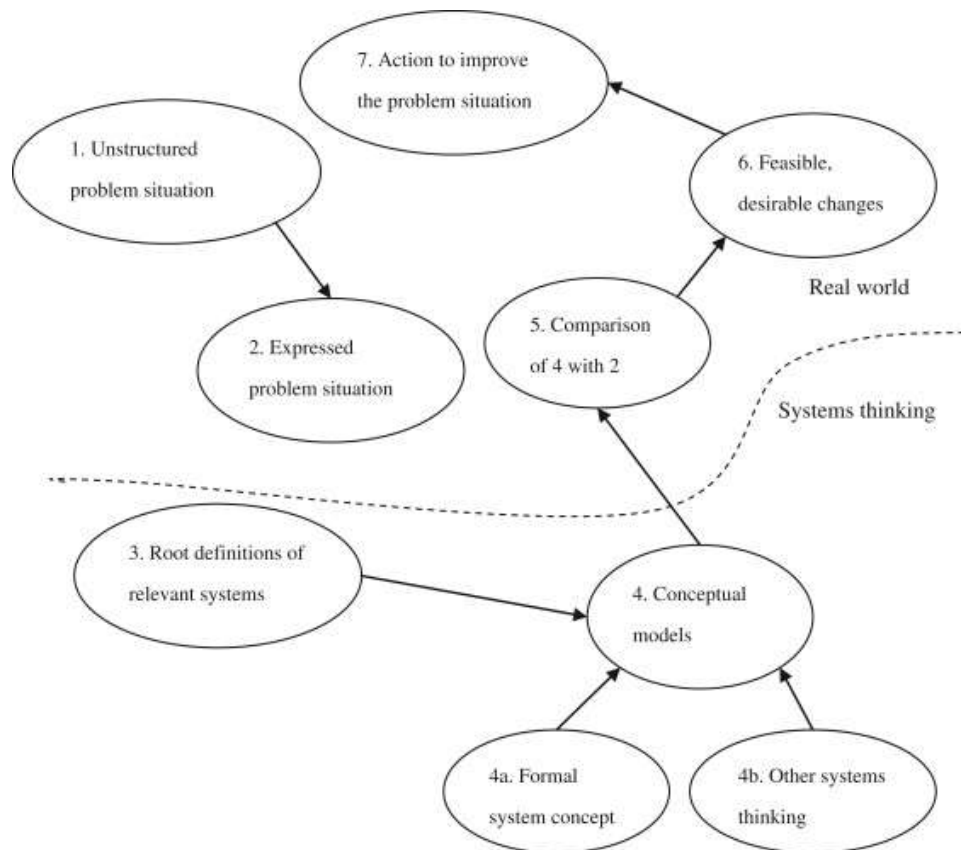 7. Action to improve
the problem situation
1. Unstructured
problem situation
6. Feasible,
desirable changes
Real world
5. Comparison
of 4 with 2
2. Expressed
problem situation
Systems thinking
3. Root definitions of
relevant systems
4. Conceptual
models
4a. Formal
system concept
4b. Other systems
thinking